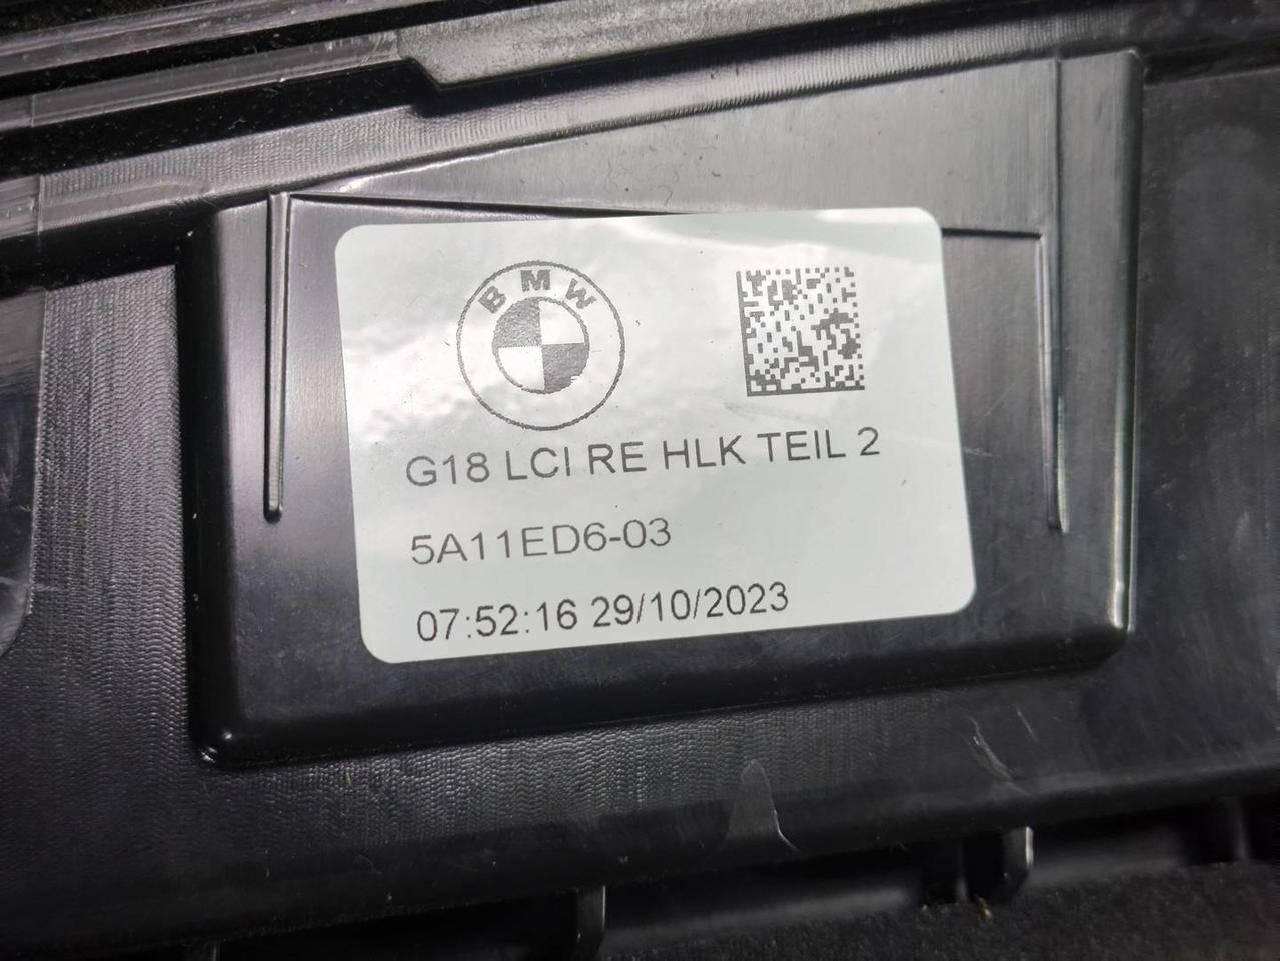 BMW
G18 LCI RE HLK TEIL 2
5A11ED6-03
07:52:16 29/10/2023